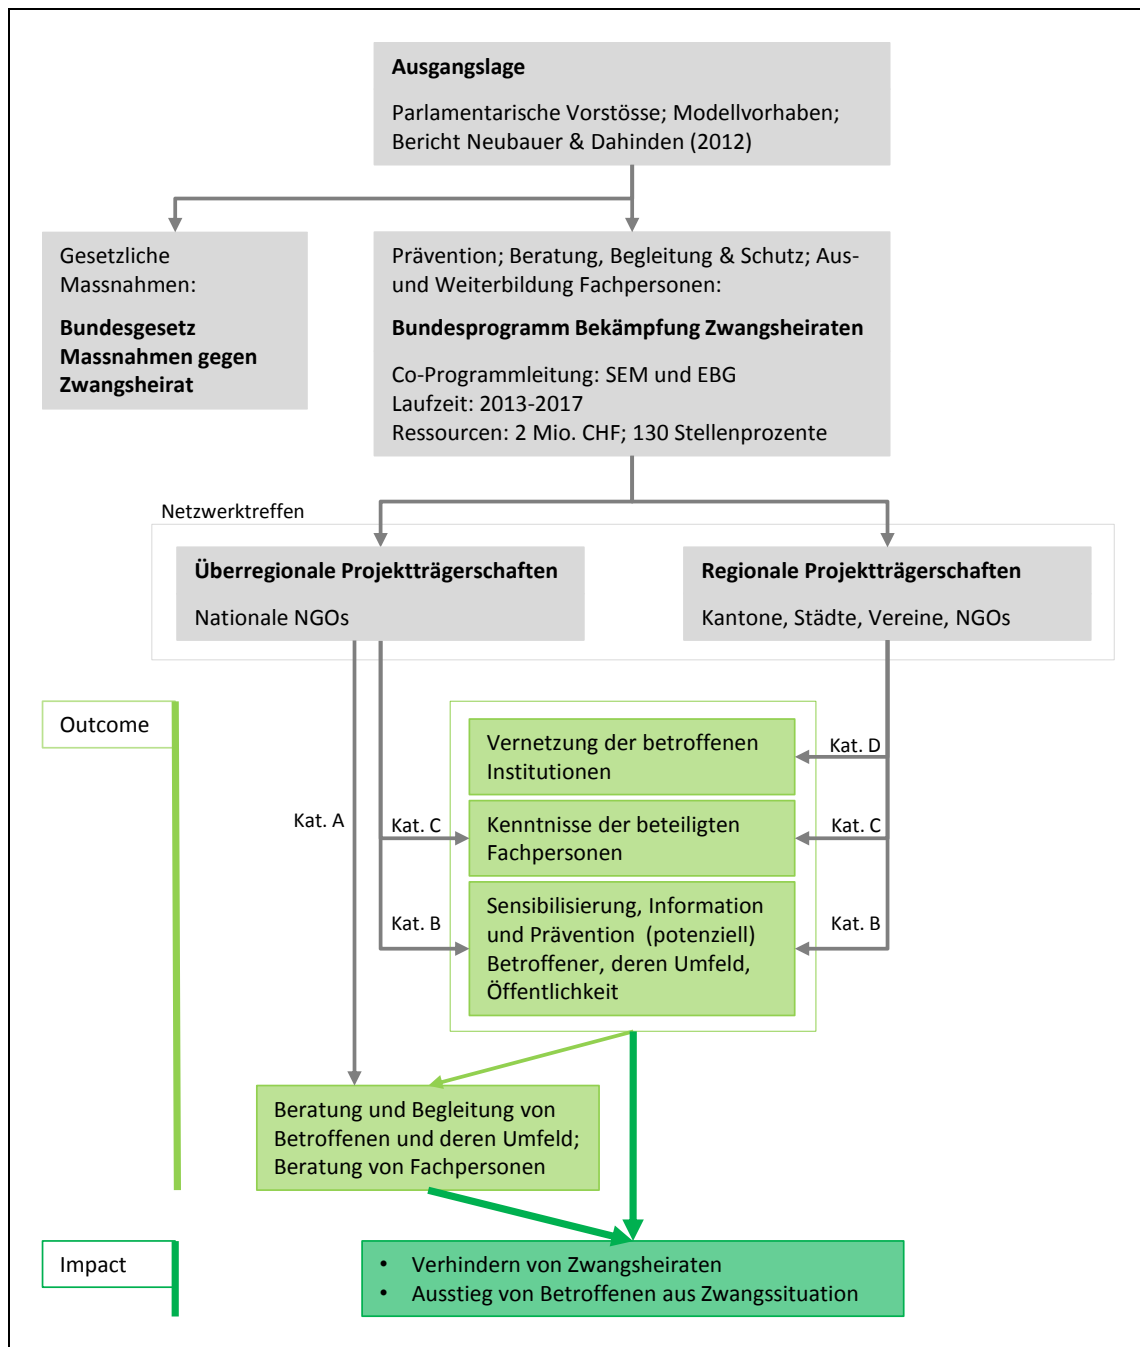 Ausgangslage
Parlamentarische Vorstösse; Modellvorhaben;
Bericht Neubauer & Dahinden (2012)
Gesetzliche
Massnahmen:
Bundesgesetz
Massnahmen gegen
Zwangsheirat
Prävention; Beratung, Begleitung & Schutz; Aus-
und Weiterbildung Fachpersonen:
Bundesprogramm Bekämpfung Zwangsheiraten
Co-Programmleitung: SEM und EBG
Laufzeit: 2013-2017
Ressourcen: 2 Mio. CHF; 130 Stellenprozente
Netzwerktreffen
Überregionale Projektträgerschaften
Nationale NGOs
Regionale Projektträgerschaften
Kantone, Städte, Vereine, NGOs
Outcome
Vernetzung der betroffenen
Institutionen
Kat. D
Kat. A
Kat. C
Kenntnisse der beteiligten
Fachpersonen
Kat. C
Kat. B
Sensibilisierung, Information
und Prävention (potenziell)
Betroffener, deren Umfeld,
Öffentlichkeit
Kat. B
Beratung und Begleitung von
Betroffenen und deren Umfeld;
Beratung von Fachpersonen
Impact
• Verhindern von Zwangsheiraten
• Ausstieg von Betroffenen aus Zwangssituation